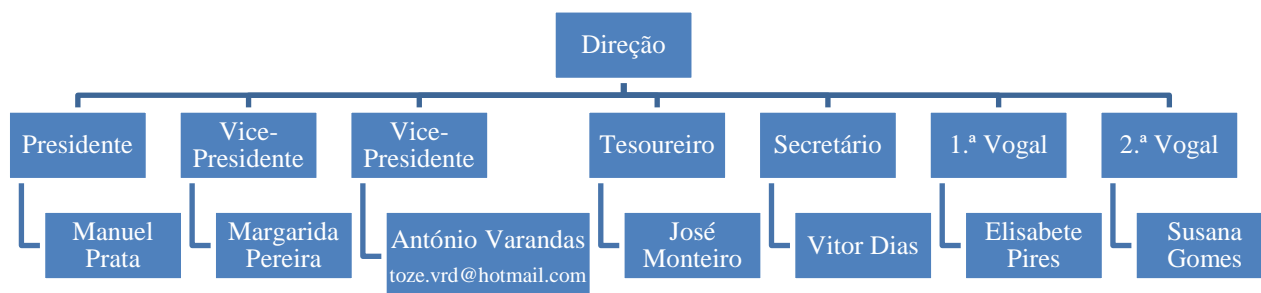 Direção
Presidente
Vice-
Presidente
Vice-
Presidente
Tesoureiro
Secretário
1.ª Vogal
2.ª Vogal
Manuel
Prata
Margarida
Pereira
António Varandas
toze.vrd@hotmail.com
José
Monteiro
Vitor Dias
Elisabete
Pires
Susana
Gomes